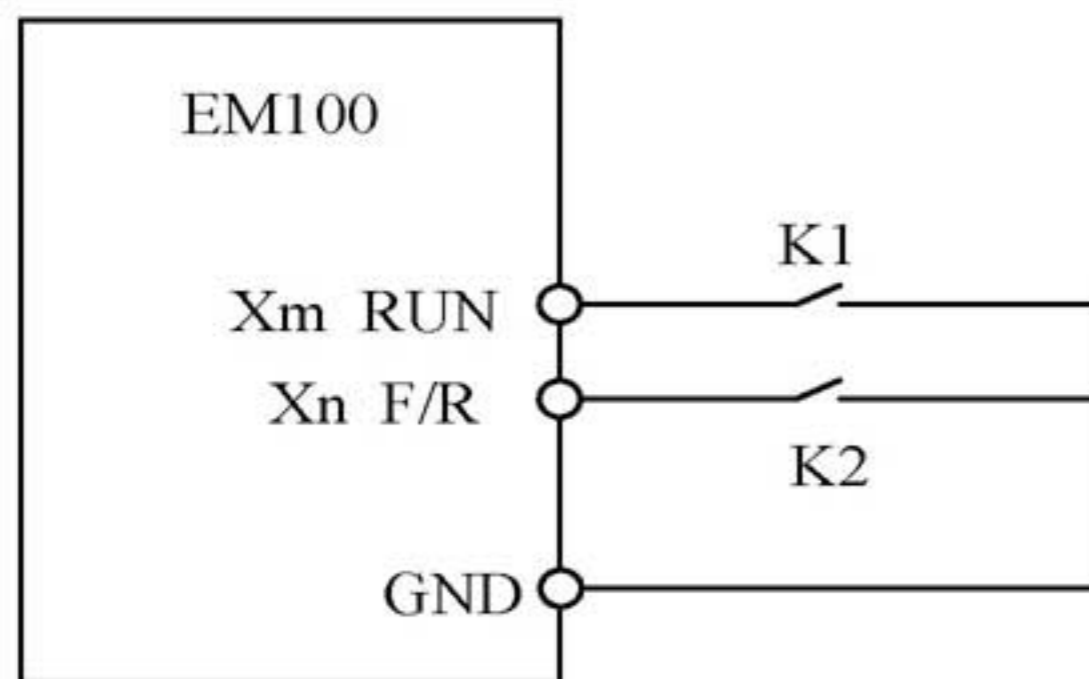 EM100
K1
Xm RUN
Xn F/R
K2
GND